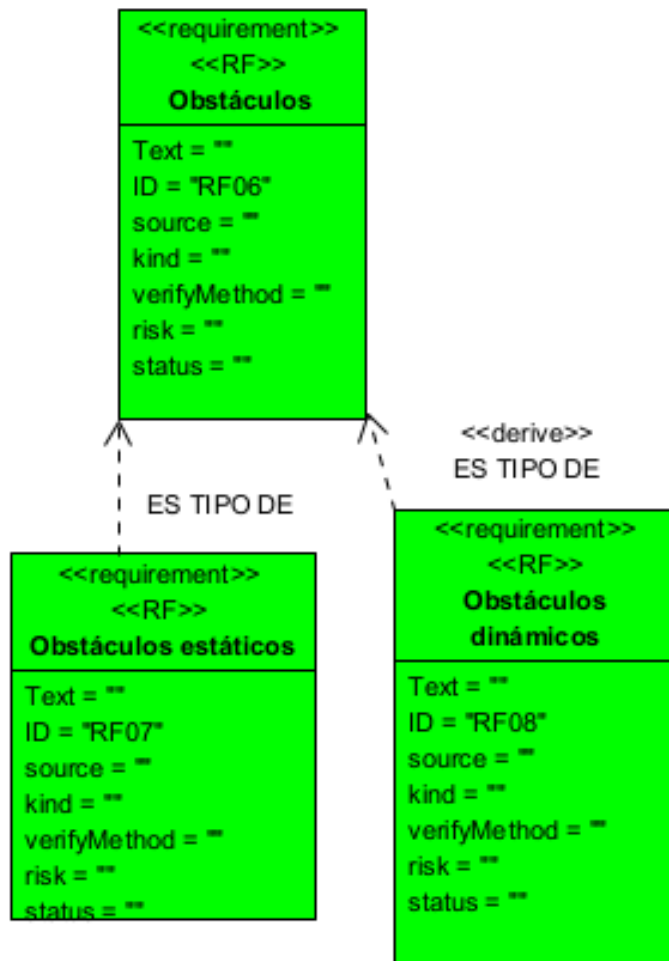 <<requirement>>
<<RF>>
Obstáculos
Text = ""
ID = "RF06"
source = ""
kind = ""
verifyMethod = ""
risk = ""
status = ""
<<derive>>
ES TIPO DE
ES TIPO DE
<<requirement>>
<<RF>>
Obstáculos estáticos
Text = ""
ID = "RF07"
source = ""
kind = ""
verifyMethod = ""
risk = ""
status = ""
<<requirement>>
<<RF>>
Obstáculos
dinámicos
Text = ""
ID = "RF08"
source = ""
kind = ""
verifyMethod = ""
risk = ""
status = ""